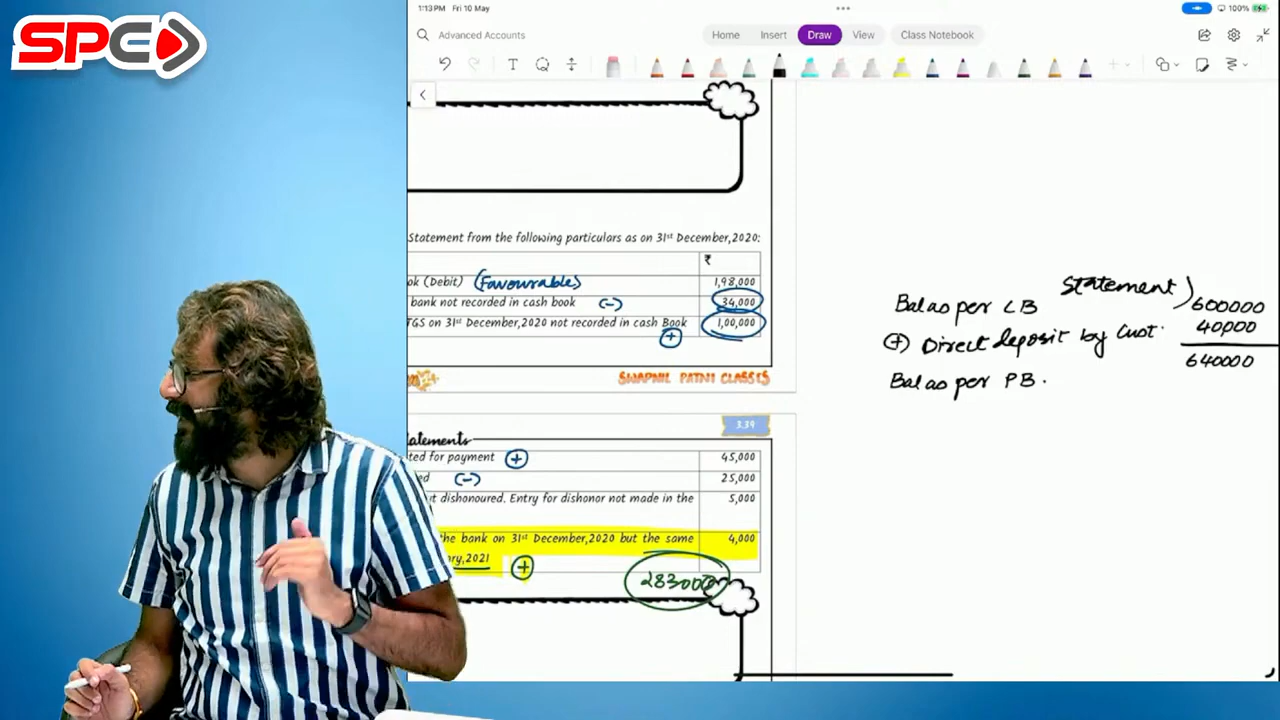 SPC
1:13 PM Fri 10 May
100%
Advanced Accounts
Home Insert Draw View Class Notebook
Statement from the following particulars as on 31st December,2020:
₹
ok (Debit) (Favourable) 1,98,000
bank not recorded in cash book (-) 34,000
TGS on 31st December,2020 not recorded in cash Book (+) 1,00,000
SWAPNIL PATNI CLASSES
3.39
atements
ted for payment (+) 45,000
ed (-) 25,000
ut dishonoured. Entry for dishonor not made in the 5,000
the bank on 31st December,2020 but the same 4,000
ry,2021 (+)
283000
Statement)
Bal as per CB 600000
(+) Direct deposit by Cust. 40000
640000
Bal as per PB.